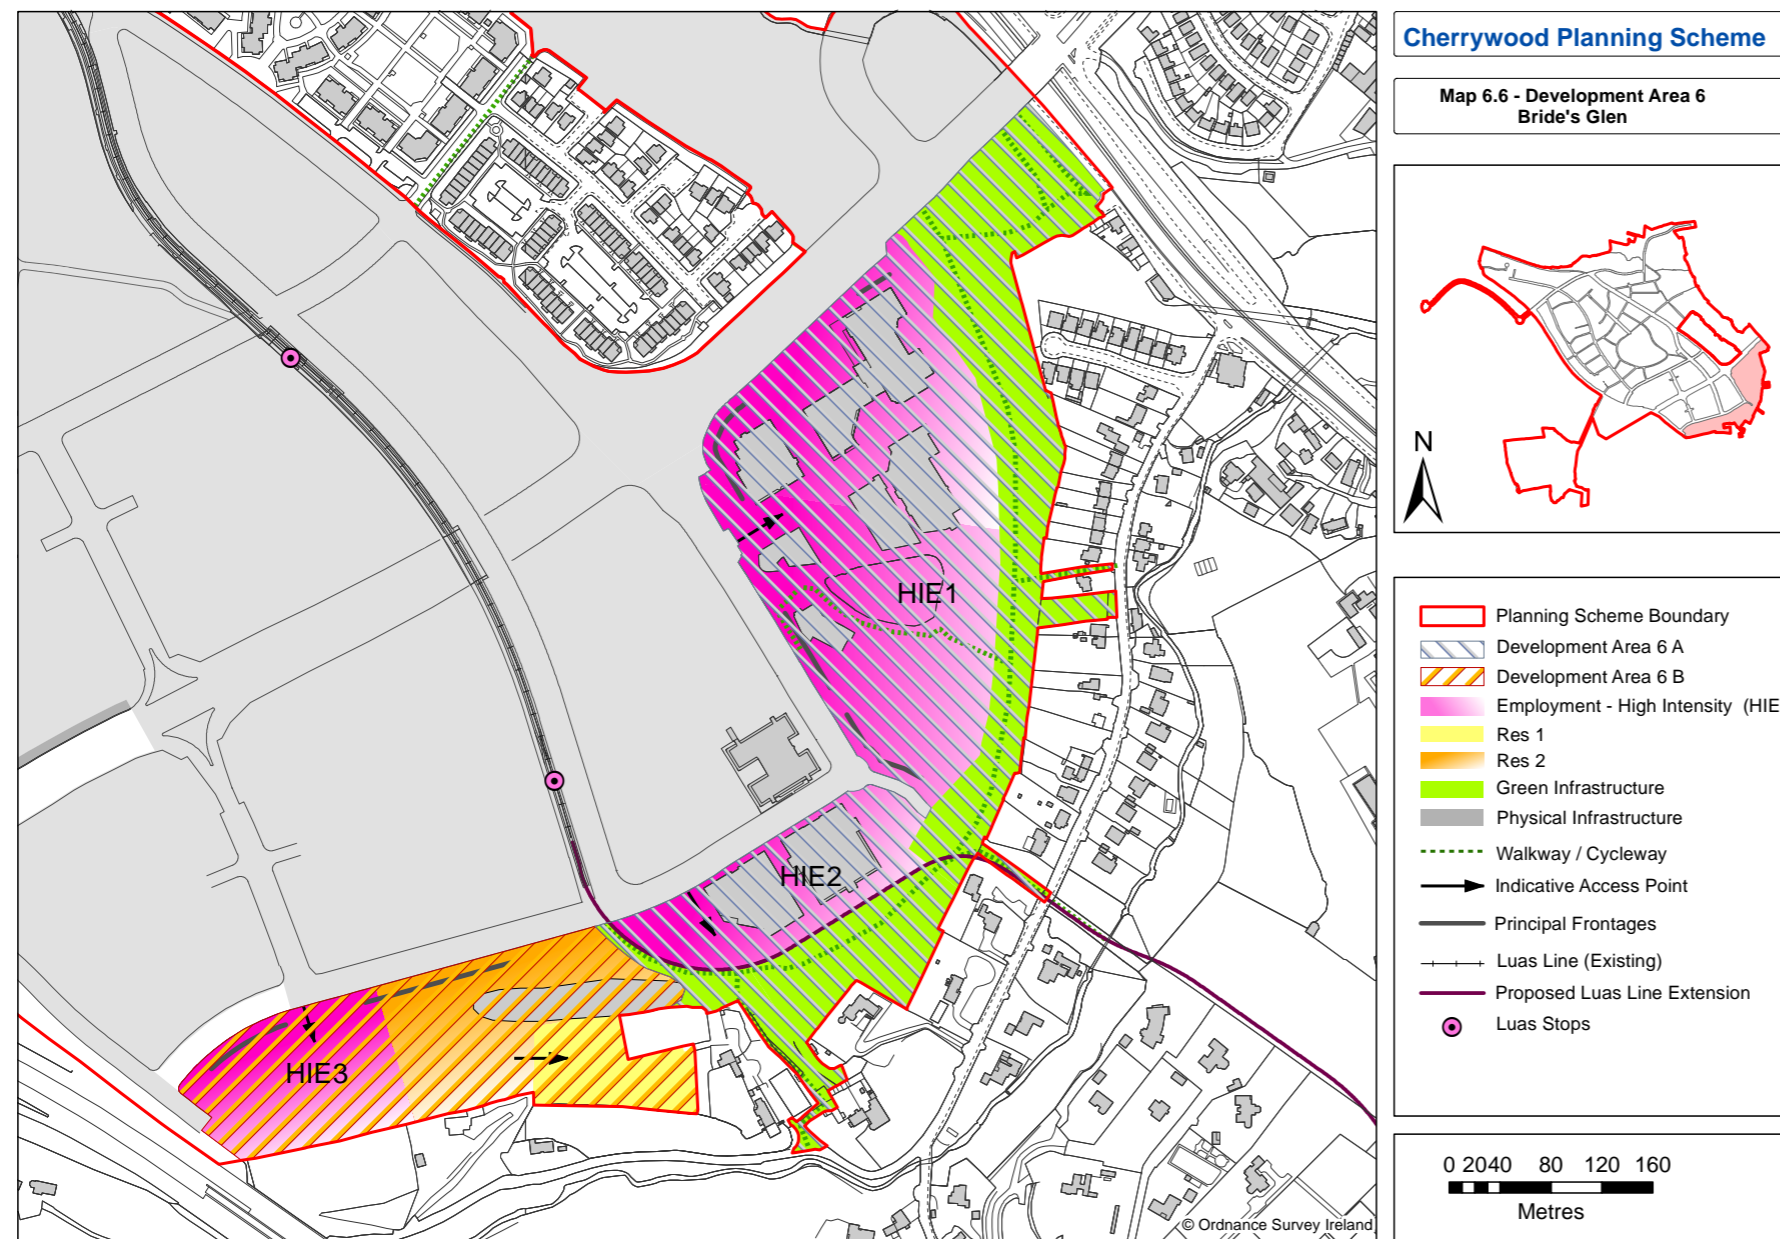 Cherrywood Planning Scheme
Map 6.6 - Development Area 6
Bride's Glen
N
Planning Scheme Boundary
Development Area 6 A
Development Area 6 B
Employment - High Intensity (HIE
Res 1
Res 2
Green Infrastructure
Physical Infrastructure
Walkway / Cycleway
Indicative Access Point
Principal Frontages
Luas Line (Existing)
Proposed Luas Line Extension
Luas Stops
0 20 40 80 120 160
Metres
HIE1
HIE2
HIE3
© Ordnance Survey Ireland